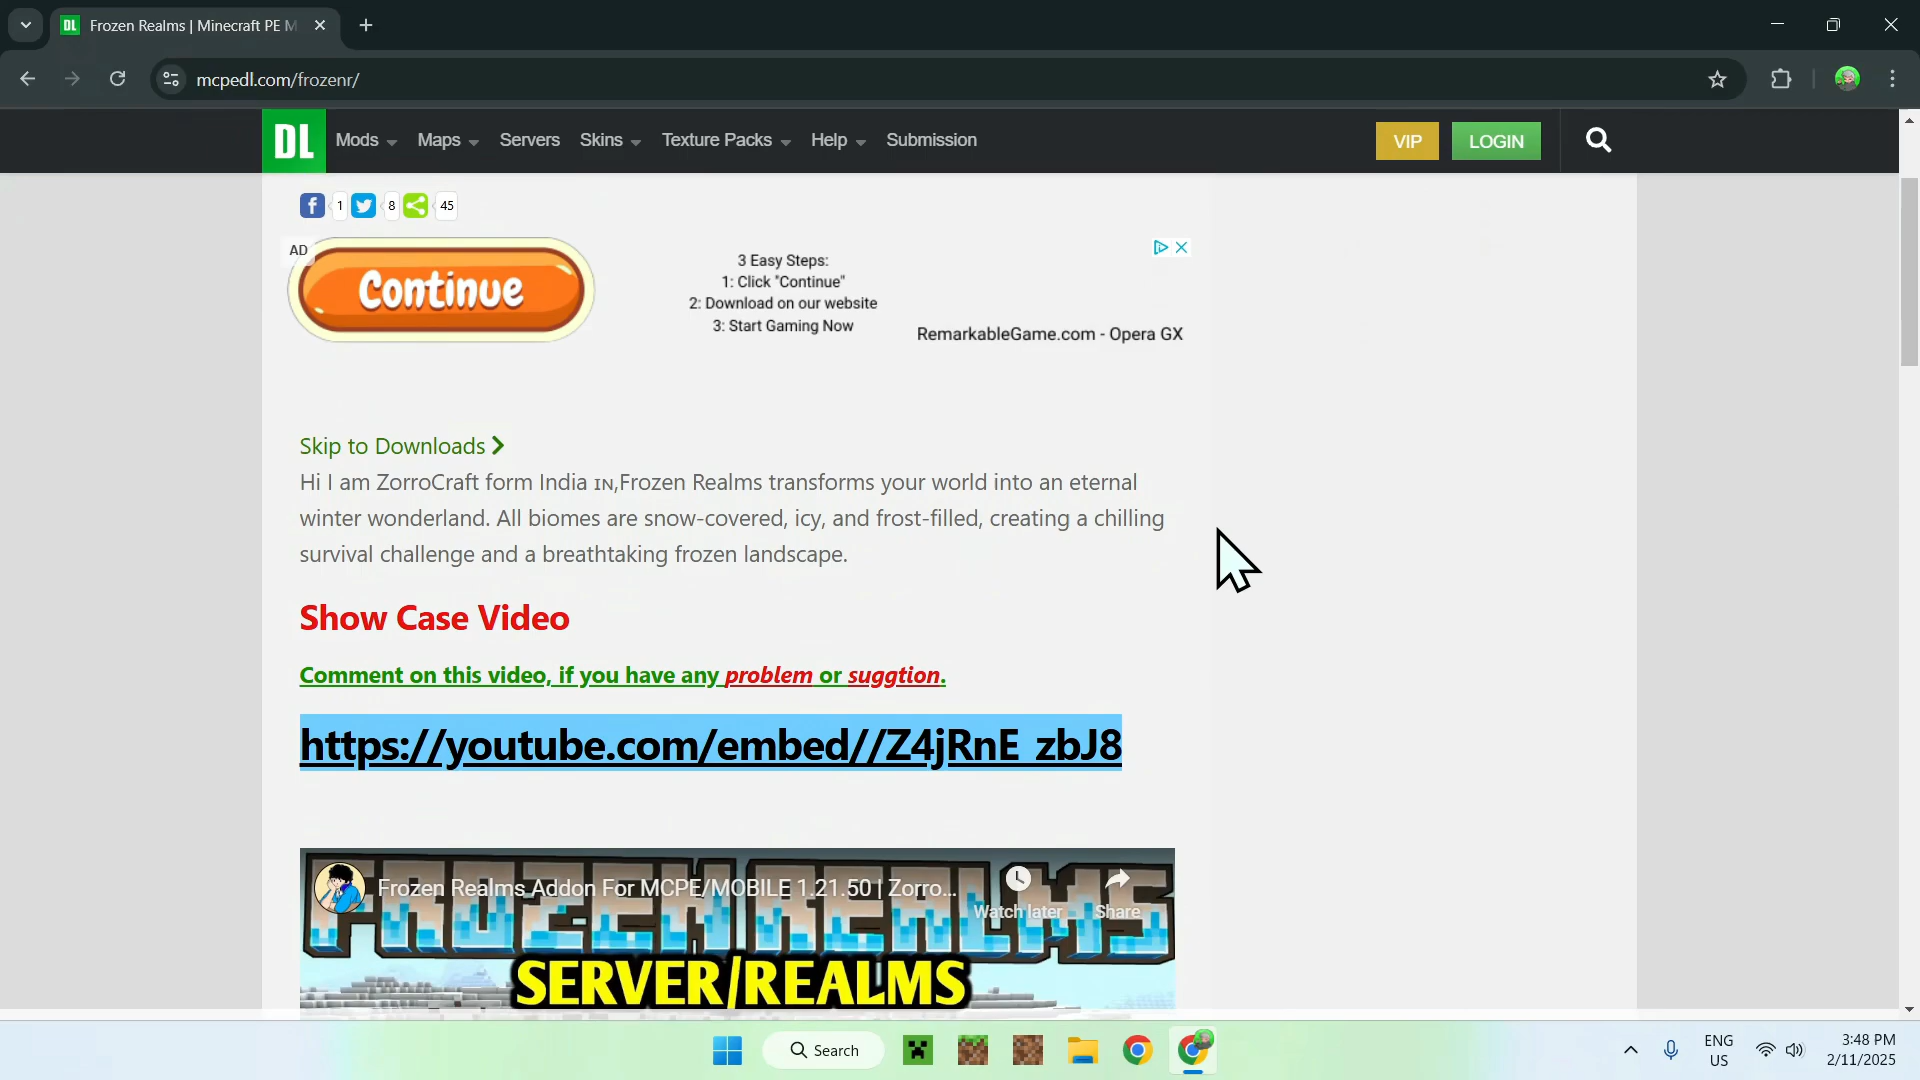 DL Frozen Realms | Minecraft PE M
mcpedl.com/frozenr/
DL Mods Maps Servers Skins Texture Packs Help Submission VIP LOGIN
1 8 45
AD
Continue
3 Easy Steps:
1: Click "Continue"
2: Download on our website
3: Start Gaming Now
RemarkableGame.com - Opera GX
Skip to Downloads
Hi I am ZorroCraft form India ɪɴ,Frozen Realms transforms your world into an eternal
winter wonderland. All biomes are snow-covered, icy, and frost-filled, creating a chilling
survival challenge and a breathtaking frozen landscape.
Show Case Video
Comment on this video, if you have any problem or suggtion.
https://youtube.com/embed//Z4jRnE_zbJ8
Frozen Realms Addon For MCPE/MOBILE 1.21.50 | Zorro...
Watch later Share
FROZEN REALMS
SERVER/REALMS
Search
ENG
US
3:48 PM
2/11/2025